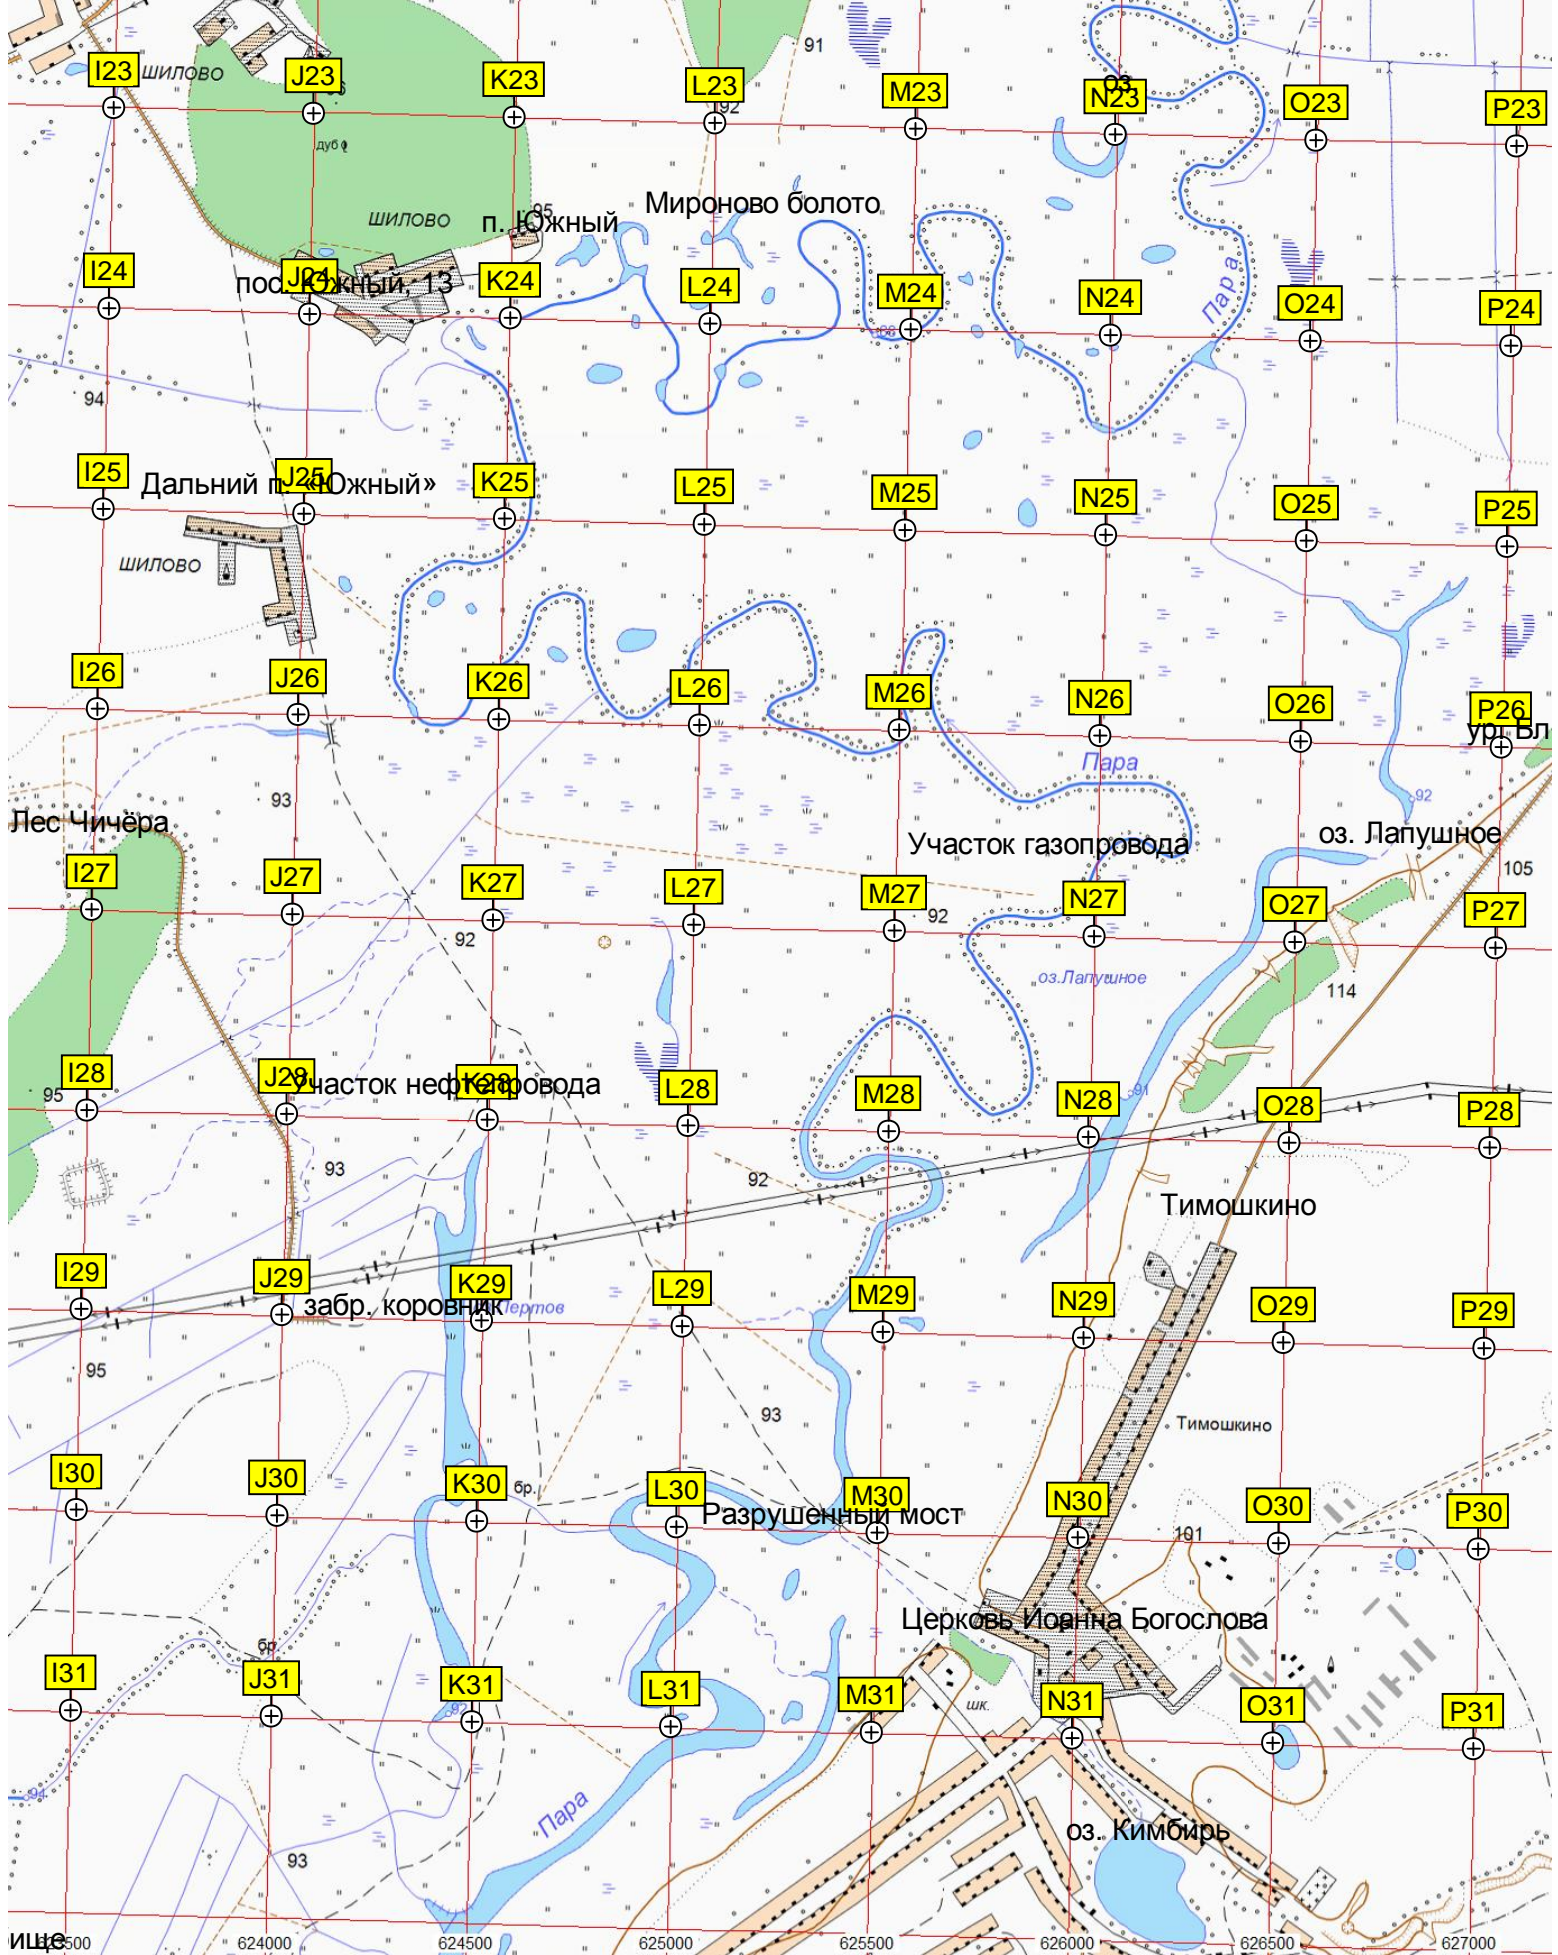 91
I23
ШИЛОВО
J23
K23
L23
92
M23
оз.
N23
O23
P23
дуб
Мироново болото
95
ШИЛОВО
п. Южный
I24
J24
пос. Южный, 13
K24
L24
M24
N24
Пара
O24
P24
94
I25
J25
Дальний п. «Южный»
K25
L25
M25
N25
O25
P25
ШИЛОВО
I26
J26
K26
L26
M26
N26
O26
P26
Пара
93
92
Лес Чичёра
Участок газопровода
оз. Лапушное
105
I27
J27
K27
L27
M27
92
N27
O27
P27
92
оз.Лапушное
114
I28
95
J28
Участок нефтепровода
L28
M28
N28
91
O28
P28
93
92
Тимошкино
I29
J29
K29
L29
M29
N29
O29
P29
забр. коровник
95
93
Тимошкино
I30
J30
K30
бр.
L30
M30
N30
O30
P30
Разрушенный мост
101
Церковь Иоанна Богослова
бр.
I31
J31
K31
92
L31
M31
шк.
N31
O31
P31
94
Пара
оз. Кимбирь
93
ище
624000
624500
625000
625500
626000
626500
627000